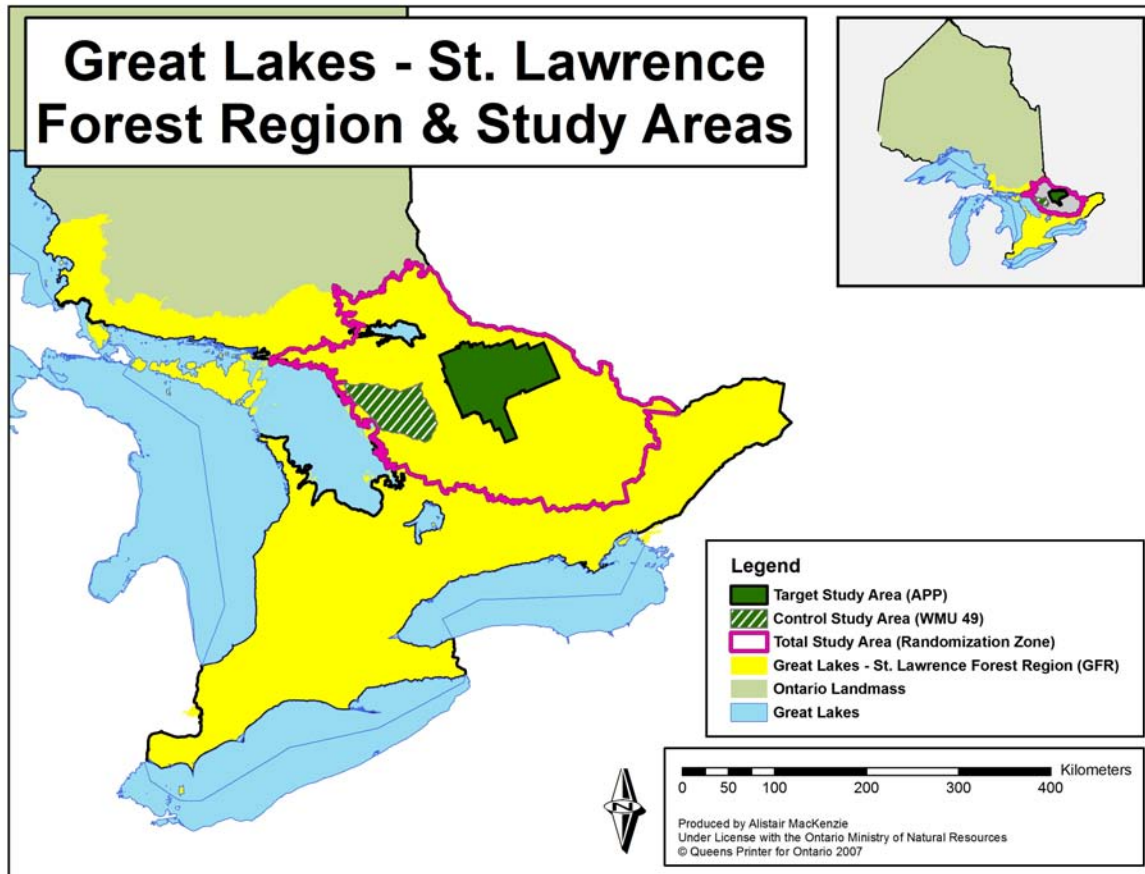 Great Lakes - St. Lawrence
Forest Region & Study Areas
Legend
Target Study Area (APP)
Control Study Area (WMU 49)
Total Study Area (Randomization Zone)
Great Lakes - St. Lawrence Forest Region (GFR)
Ontario Landmass
Great Lakes
N
Kilometers
0 50 100 200 300 400
Produced by Alistair MacKenzie
Under License with the Ontario Ministry of Natural Resources
© Queens Printer for Ontario 2007